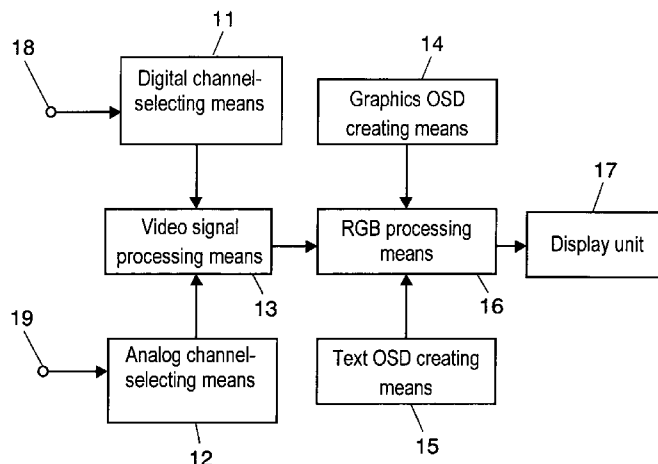 11
14
18
Digital channel-
selecting means
Graphics OSD
creating means
17
Video signal
processing means
RGB processing
means
Display unit
13
16
19
Analog channel-
selecting means
Text OSD creating
means
12
15